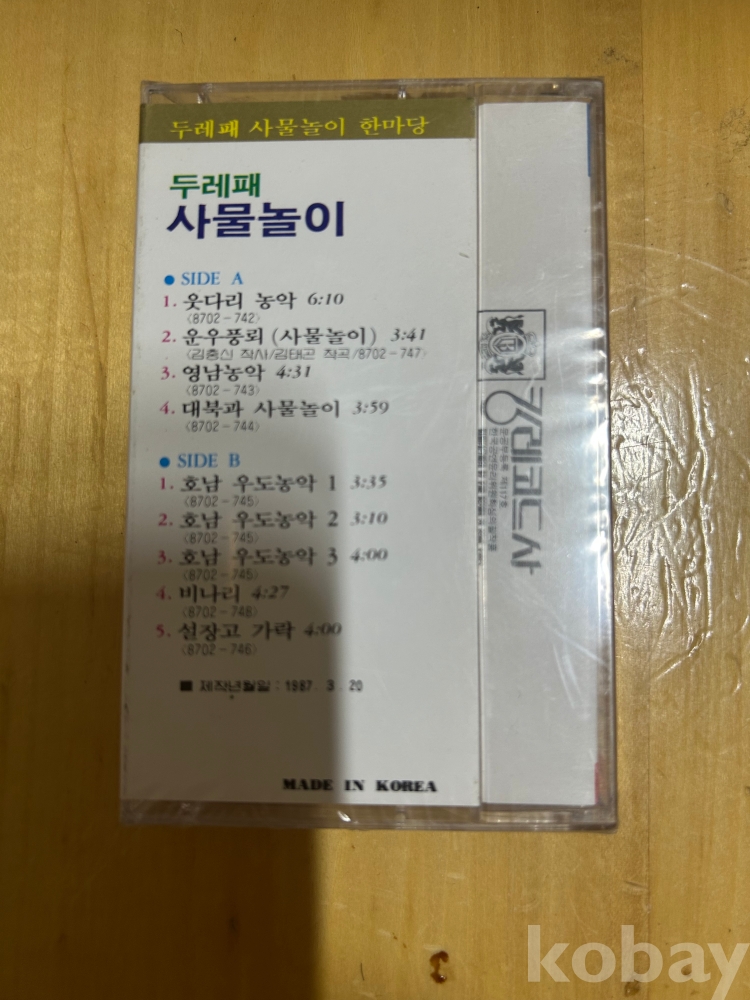 두레패 사물놀이 한마당
두레패
사물놀이
● SIDE A
1. 웃다리 농악 6:10
〈8702-742〉
2. 운우풍뢰 (사물놀이) 3:41
〈김충신 작사/김태곤 작곡/8702-747〉
3. 영남농악 4:31
〈8702-743〉
4. 대북과 사물놀이 3:59
〈8702-744〉
● SIDE B
1. 호남 우도농악 1 3:35
〈8702-745〉
2. 호남 우도농악 2 3:10
〈8702-745〉
3. 호남 우도농악 3 4:00
〈8702-745〉
4. 비나리 4:27
〈8702-748〉
5. 설장고 가락 4:00
〈8702-746〉
■ 제작년월일 : 1987. 3. 20
MADE IN KOREA
레코드사
kobay